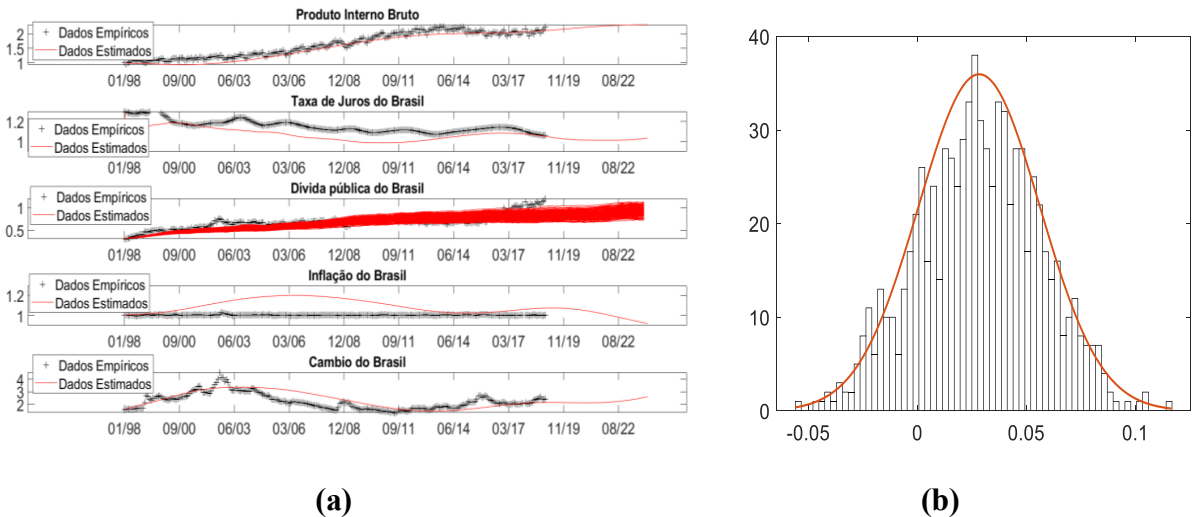 Produto Interno Bruto
Dados Empíricos
Dados Estimados
2
1.5
1
01/98 09/00 06/03 03/06 12/08 09/11 06/14 03/17 11/19 08/22
Taxa de Juros do Brasil
Dados Empíricos
Dados Estimados
1.2
1
01/98 09/00 06/03 03/06 12/08 09/11 06/14 03/17 11/19 08/22
Divida pública do Brasil
Dados Empíricos
Dados Estimados
1
0.5
01/98 09/00 06/03 03/06 12/08 09/11 06/14 03/17 11/19 08/22
Inflação do Brasil
Dados Empíricos
Dados Estimados
1.2
1
01/98 09/00 06/03 03/06 12/08 09/11 06/14 03/17 11/19 08/22
Cambio do Brasil
Dados Empíricos
Dados Estimados
4
3
2
01/98 09/00 06/03 03/06 12/08 09/11 06/14 03/17 11/19 08/22
(a)
40
30
20
10
0
-0.05 0 0.05 0.1
(b)